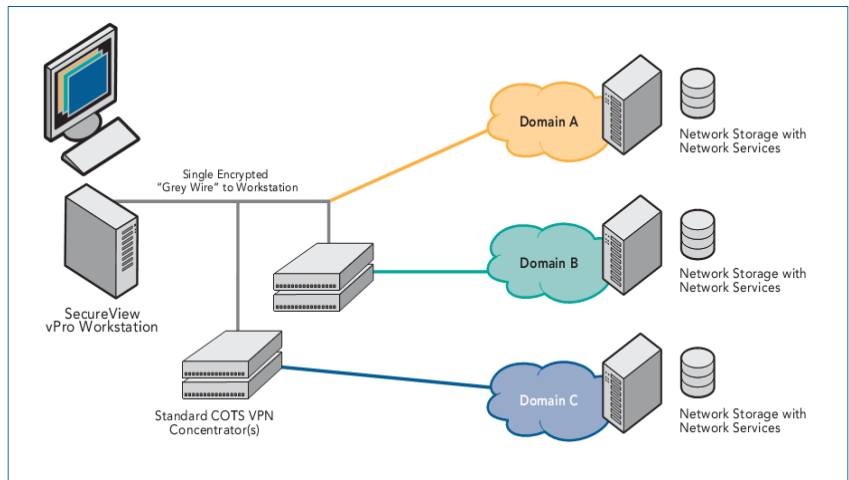 Domain A
Network Storage with
Network Services
Single Encrypted
"Grey Wire" to Workstation
Domain B
Network Storage with
Network Services
SecureView
vPro Workstation
Domain C
Standard COTS VPN
Concentrator(s)
Network Storage with
Network Services